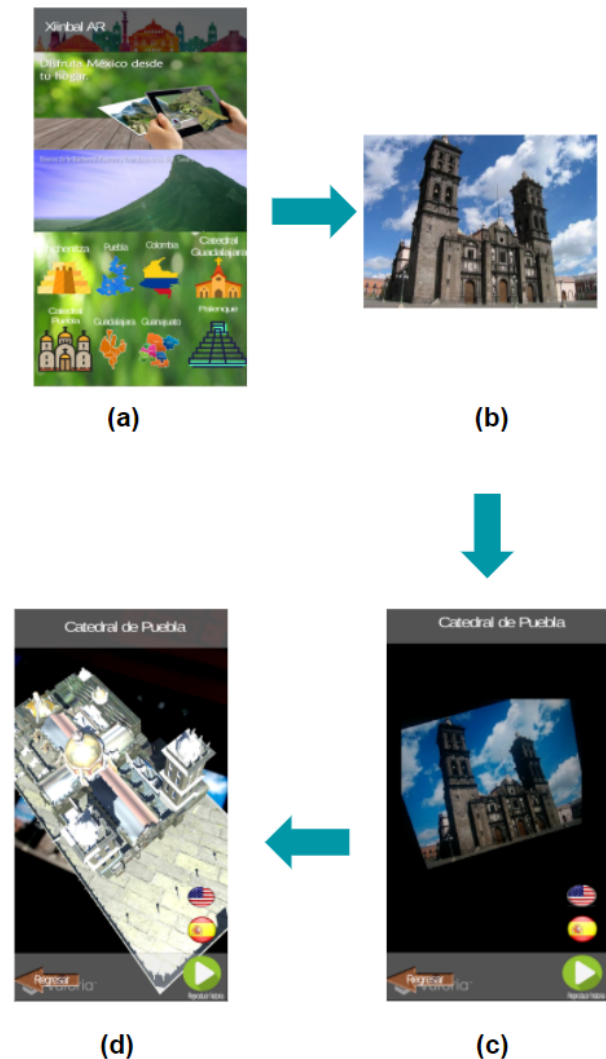 Xiinbal AR
Disfruta México desde
tu hogar.
Puebla
Colombia
Catedral
Guadalajara
Catedral
Puebla
Guadalajara
Guanajuato
Palenque
(a)
(b)
Catedral de Puebla
Catedral de Puebla
Regresar
Regresar
(d)
(c)